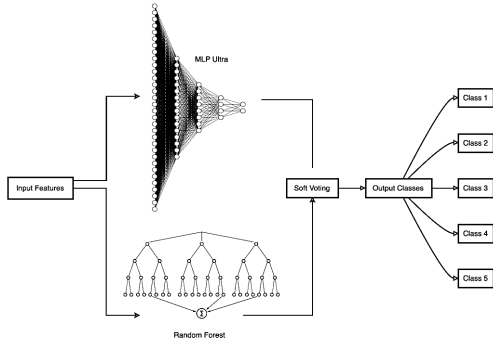 MLP Ultra
Class 1
Class 2
Input Features
Soft Voting
Output Classes
Class 3
Class 4
Class 5
Σ
Random Forest